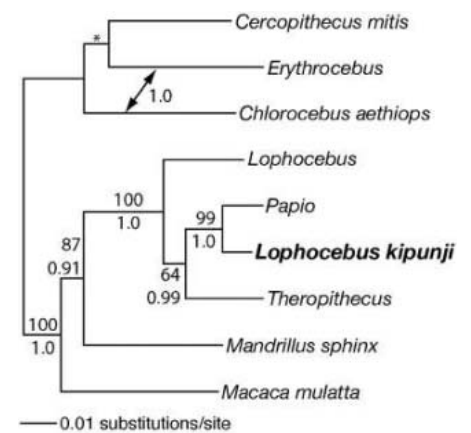 Cercopithecus mitis
*
Erythrocebus
1.0
Chlorocebus aethiops
Lophocebus
100
1.0
Papio
99
1.0
Lophocebus kipunji
87
0.91
64
0.99
Theropithecus
Mandrillus sphinx
100
1.0
Macaca mulatta
0.01 substitutions/site